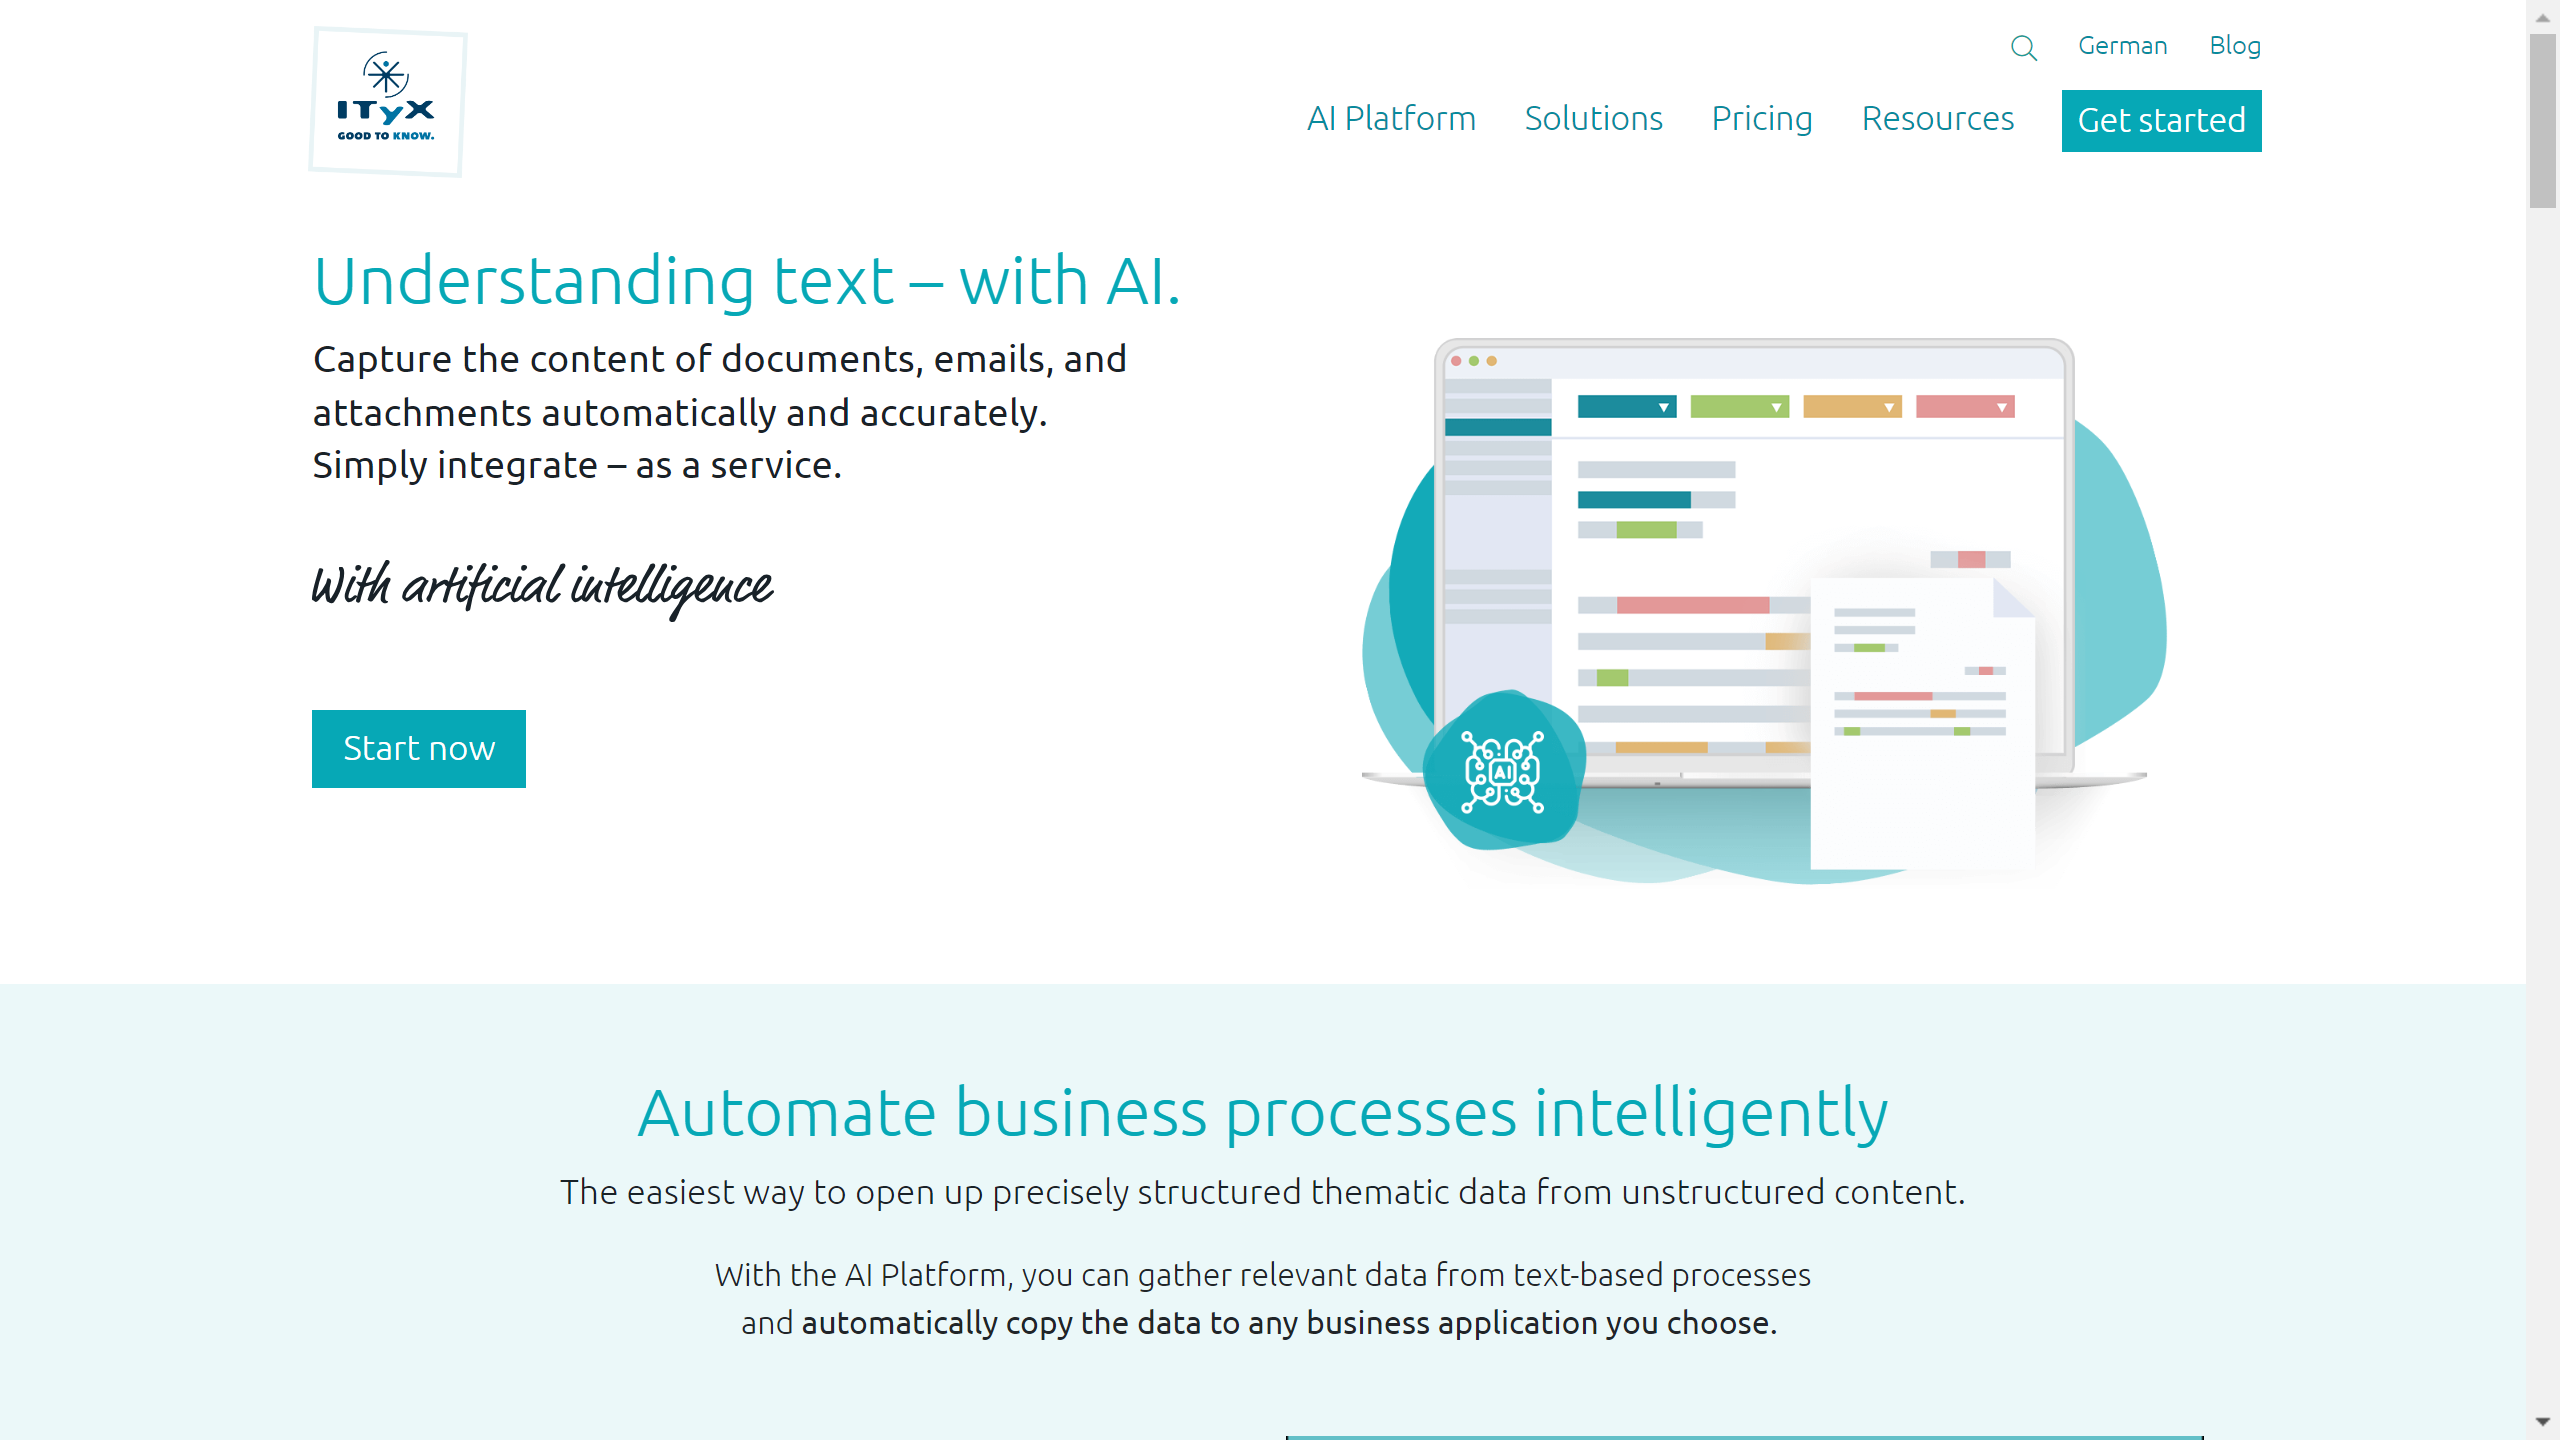 ITyX
GOOD TO KNOW.
German
Blog
AI Platform
Solutions
Pricing
Resources
Get started
Understanding text – with AI.
Capture the content of documents, emails, and
attachments automatically and accurately.
Simply integrate – as a service.
With artificial intelligence
Start now
AI
Automate business processes intelligently
The easiest way to open up precisely structured thematic data from unstructured content.
With the AI Platform, you can gather relevant data from text-based processes
and automatically copy the data to any business application you choose.